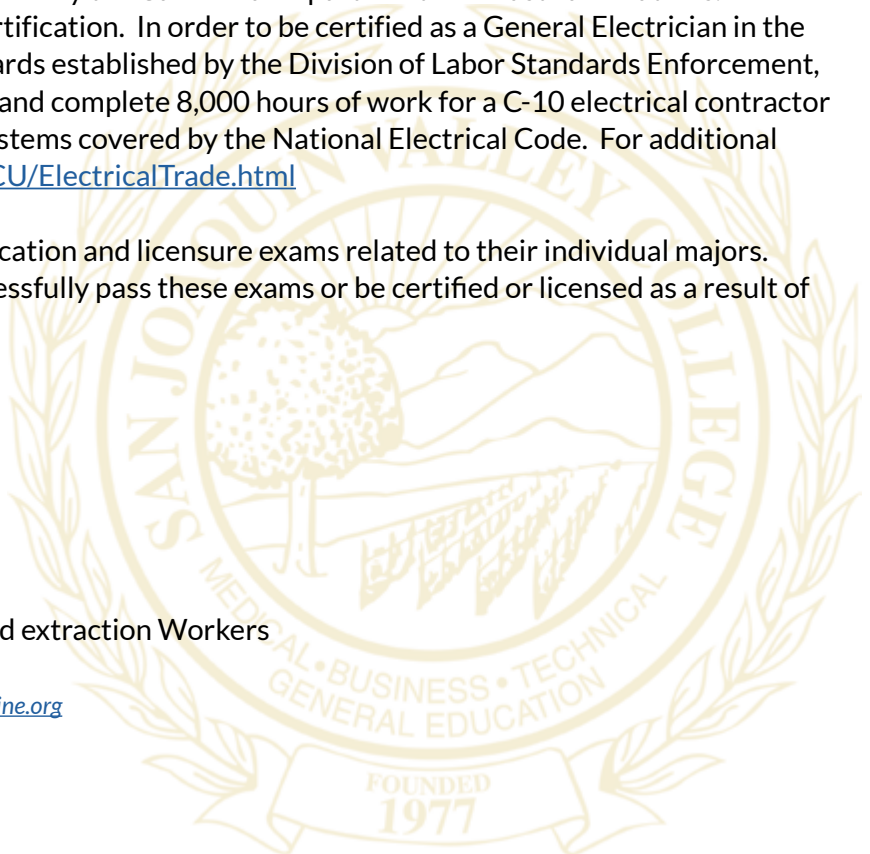 rtification.  In order to be certified as a General Electrician in the
ards established by the Division of Labor Standards Enforcement,
and complete 8,000 hours of work for a C-10 electrical contractor
stems covered by the National Electrical Code.  For additional
CU/ElectricalTrade.html
cation and licensure exams related to their individual majors.
essfully pass these exams or be certified or licensed as a result of
SAN JOAQUIN VALLEY COLLEGE
d extraction Workers
MEDICAL • BUSINESS • TECHNICAL
GENERAL EDUCATION
ine.org
FOUNDED
1977